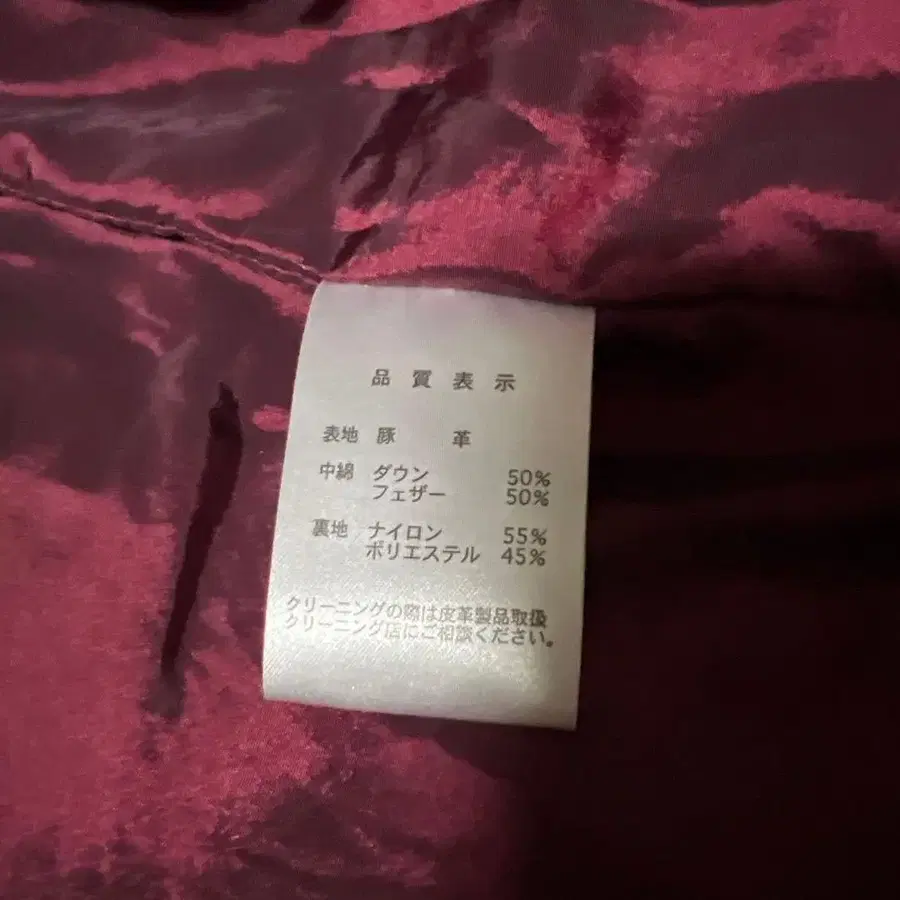 品質表示
表地 豚 革
中綿 ダウン 50%
フェザー 50%
裏地 ナイロン 55%
ポリエステル 45%
クリーニングの際は皮革製品取扱
クリーニング店にご相談ください。